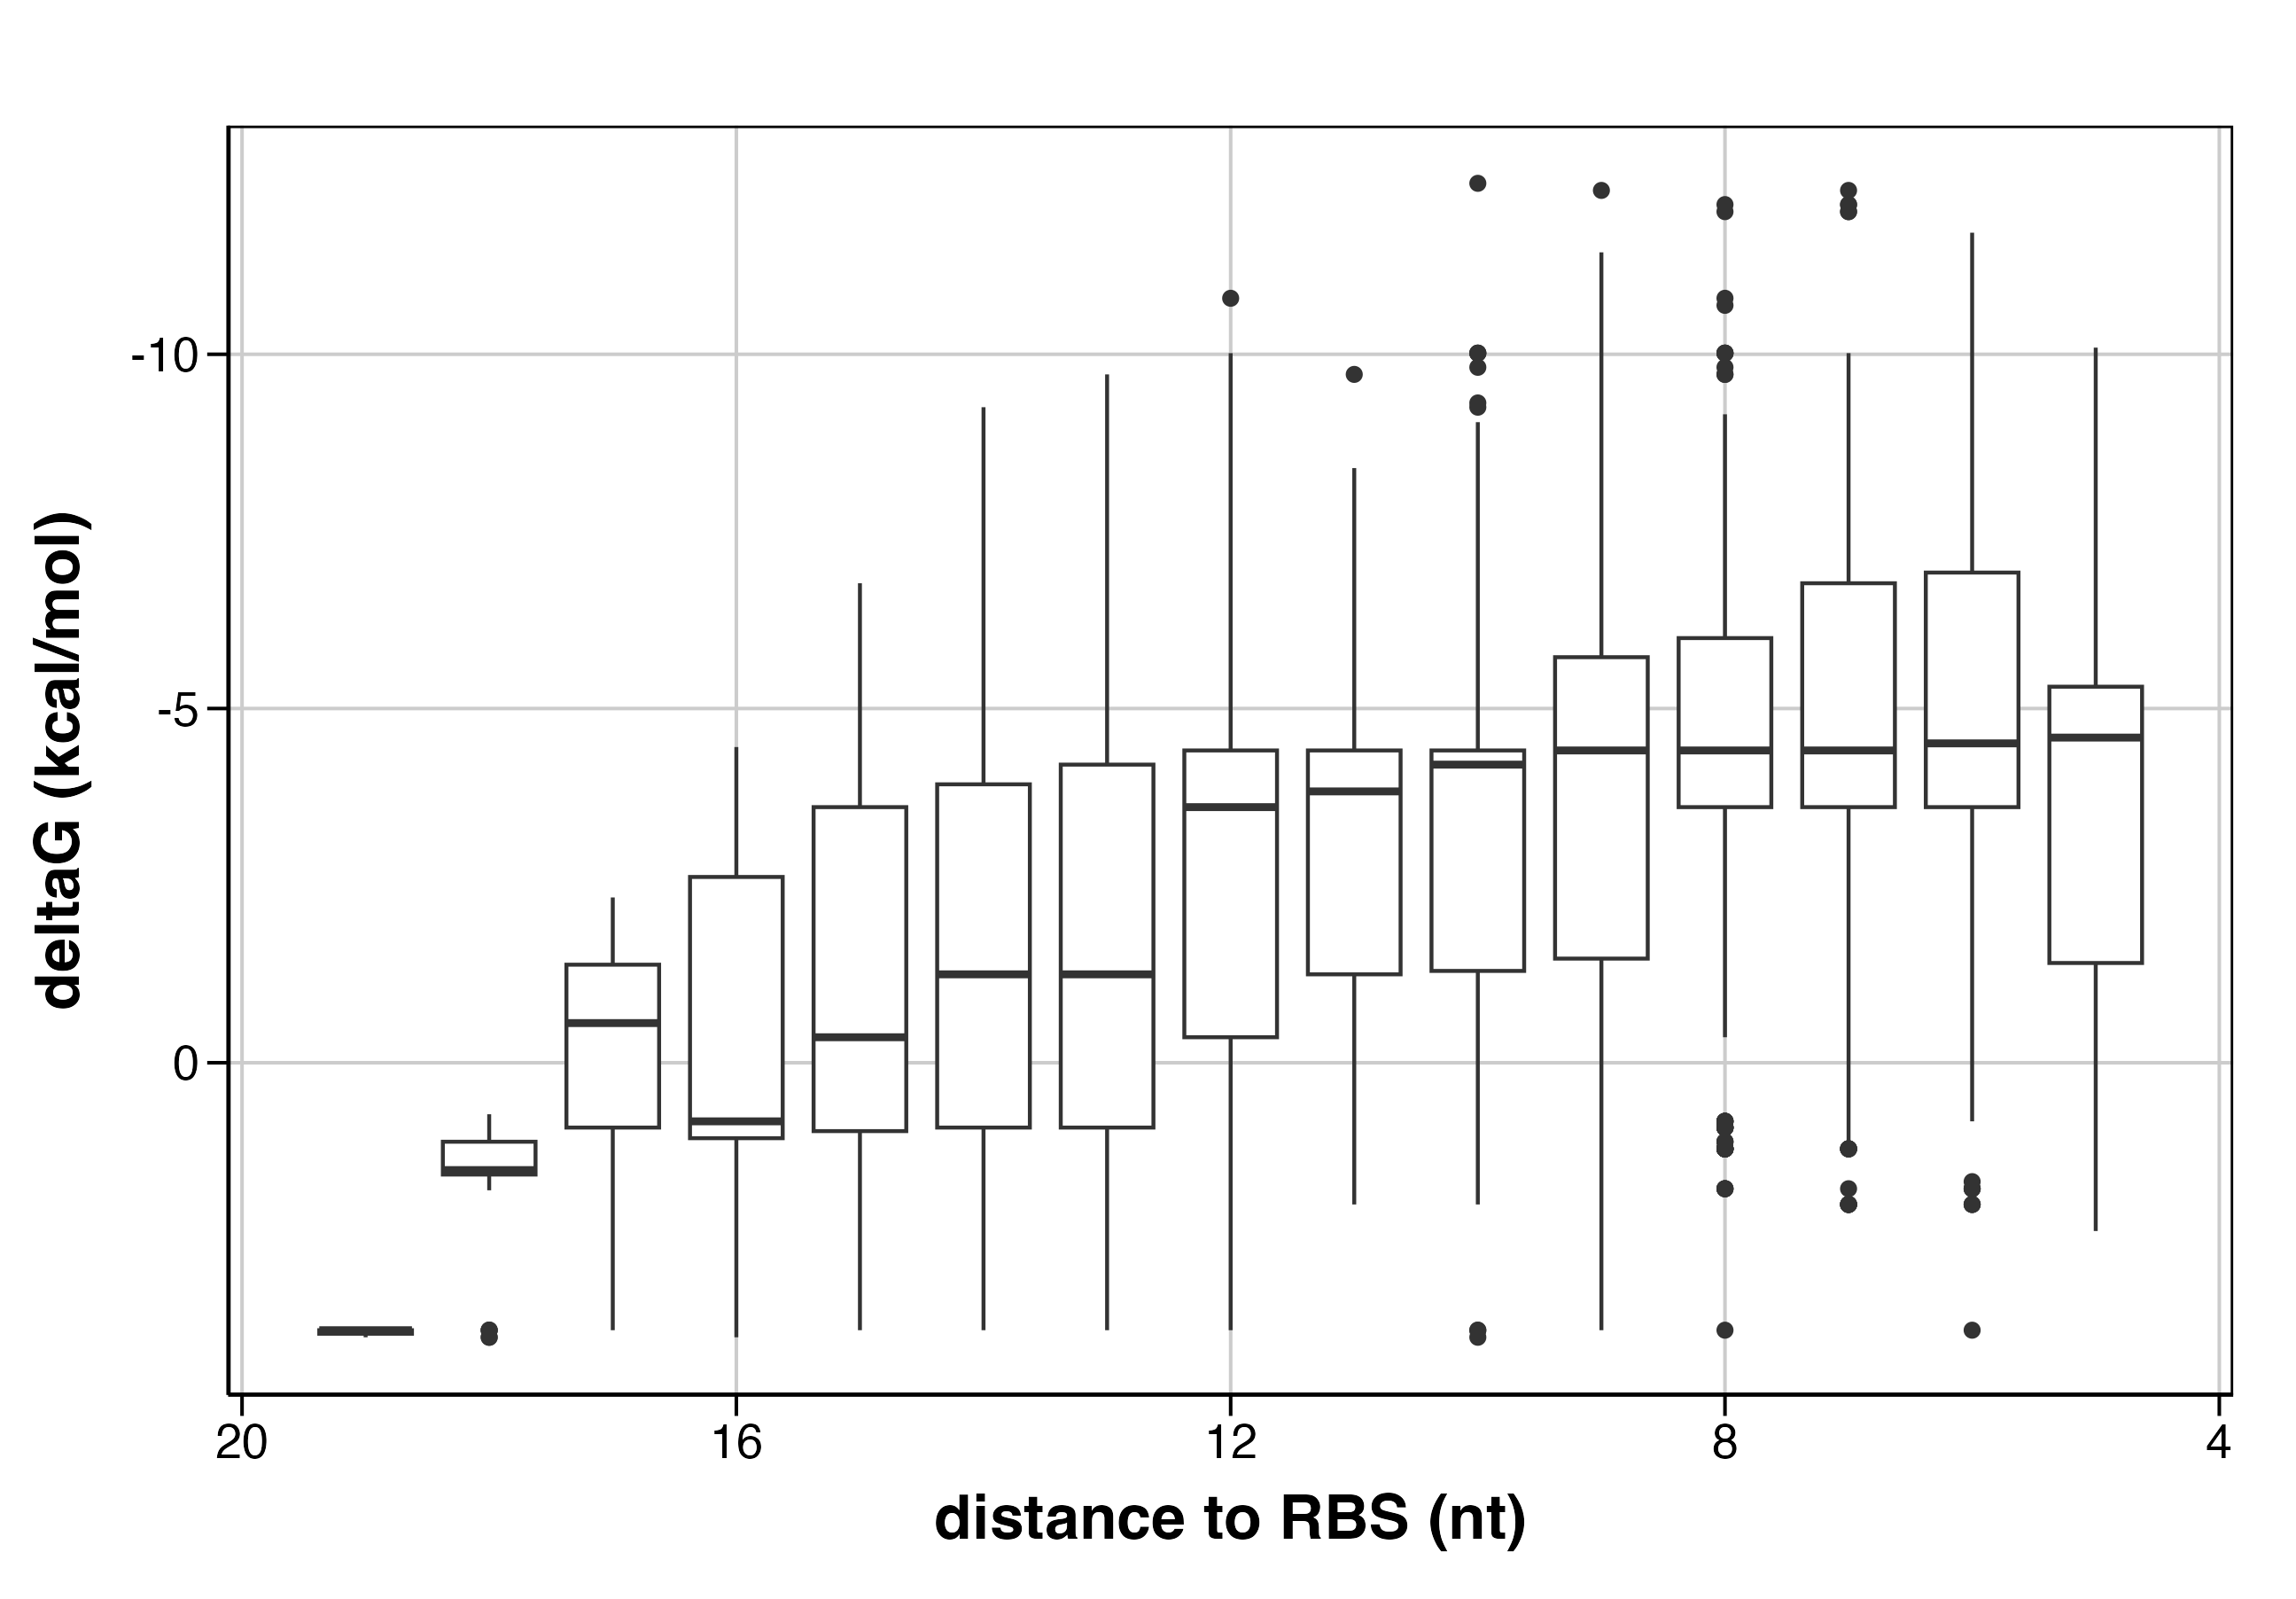 deltaG (kcal/mol)
-10
-5
0
20 16 12 8 4
distance to RBS (nt)